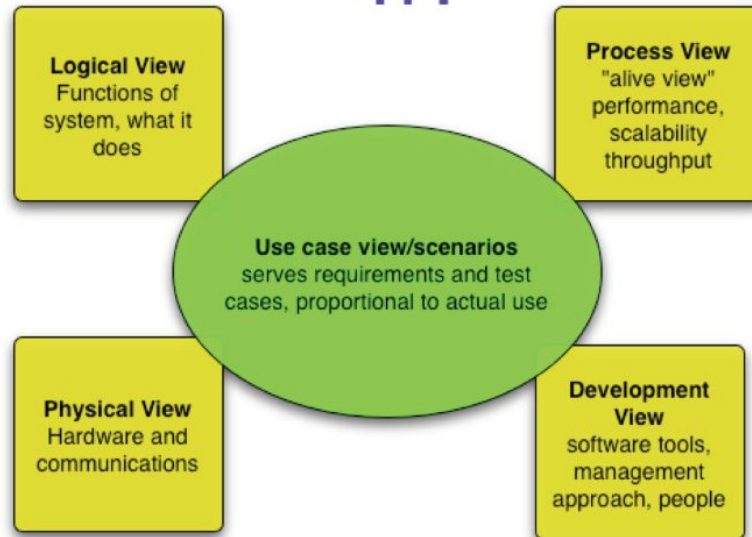 Logical View
Functions of
system, what it
does
Process View
"alive view"
performance,
scalability
throughput
Use case view/scenarios
serves requirements and test
cases, proportional to actual use
Physical View
Hardware and
communications
Development
View
software tools,
management
approach, people